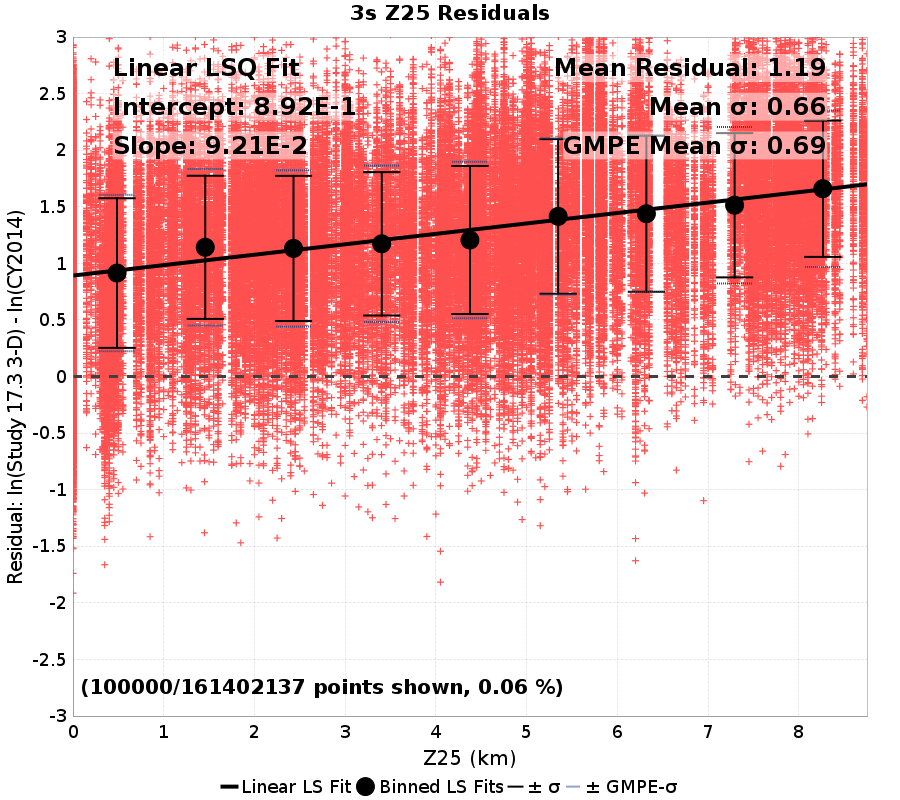 3s Z25 Residuals
Linear LSQ Fit
Intercept: 8.92E-1
Slope: 9.21E-2
Mean Residual: 1.19
Mean σ: 0.66
GMPE Mean σ: 0.69
Residual: ln(Study 17.3 3-D) - ln(CY2014)
3
2.5
2
1.5
1
0.5
0
-0.5
-1
-1.5
-2
-2.5
-3
(100000/161402137 points shown, 0.06 %)
0 1 2 3 4 5 6 7 8
Z25 (km)
Linear LS Fit Binned LS Fits ± σ ± GMPE-σ